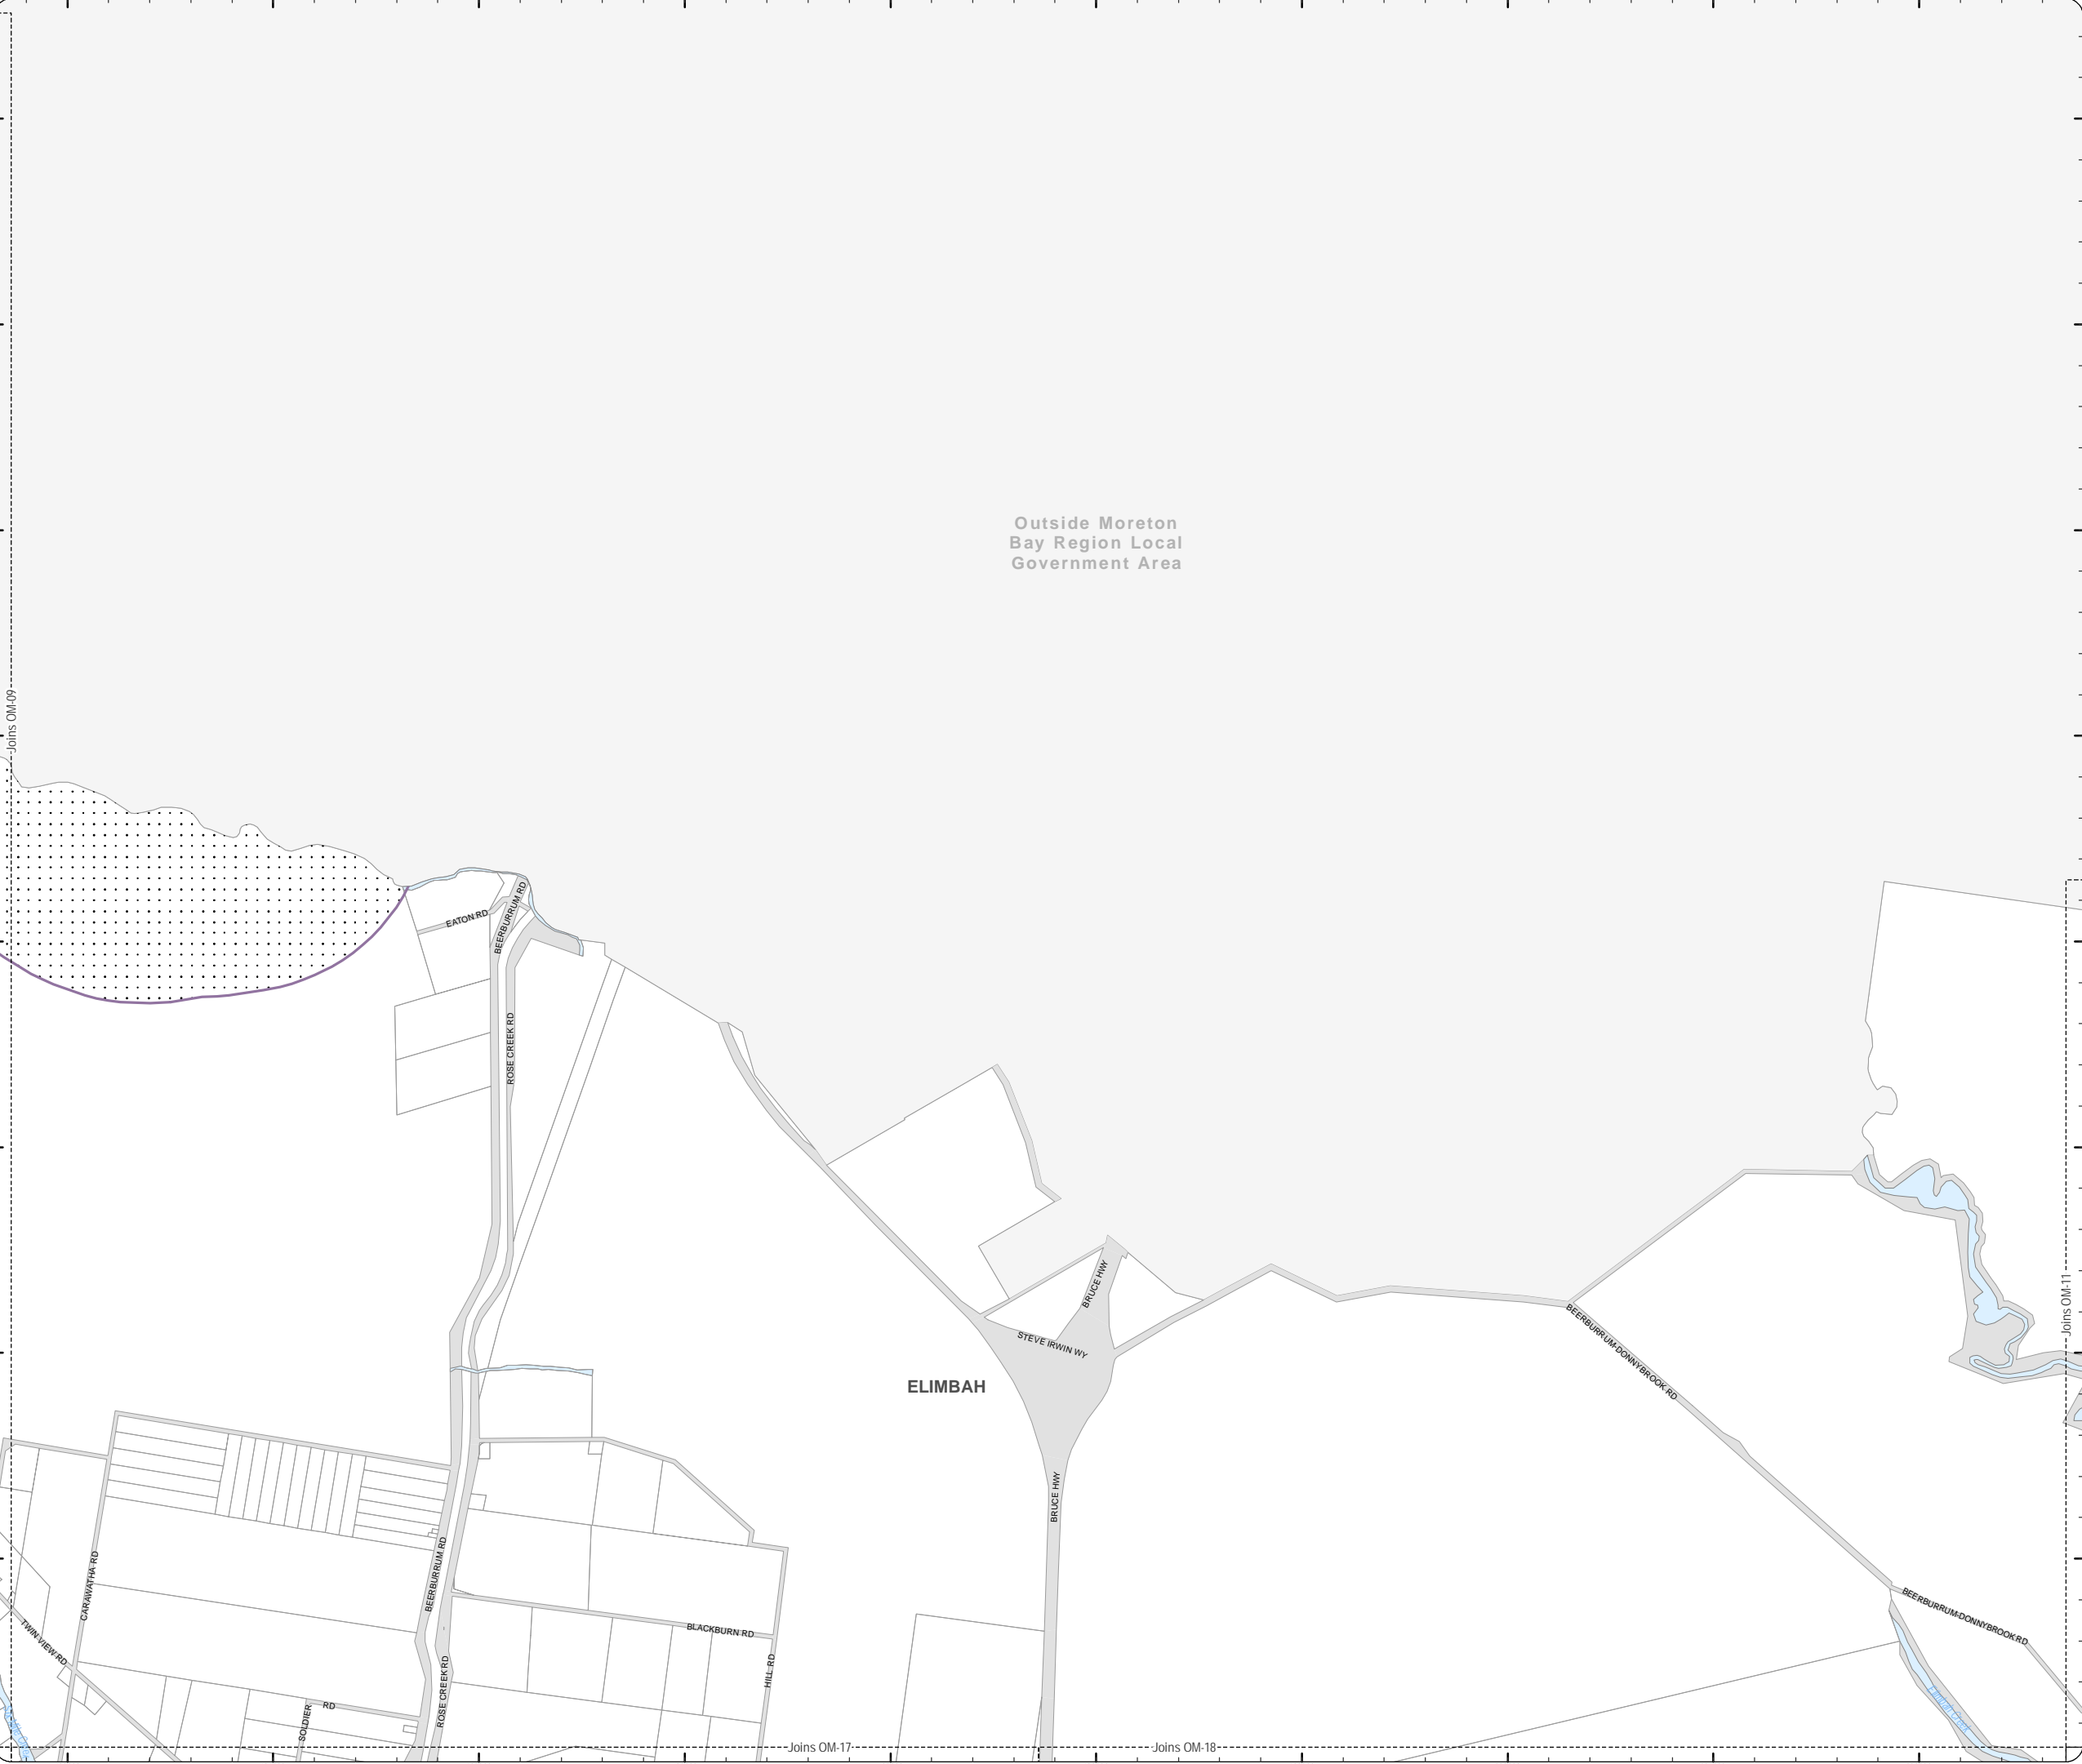 Outside Moreton
Bay Region Local
Government Area
Joins OM-09
EATON RD
BEERBURRUM RD
ROSE CREEK RD
BRUCE HWY
STEVE IRWIN WY
BEERBURRUM-DONNYBROOK RD
Joins OM-11
ELIMBAH
BRUCE HWY
CARAWATHA RD
BEERBURRUM RD
TWIN VIEW RD
BLACKBURN RD
HILL RD
BEERBURRUM-DONNYBROOK RD
ROSE CREEK RD
SOLDIER
RD
Elimbah Creek
Joins OM-17
Joins OM-18